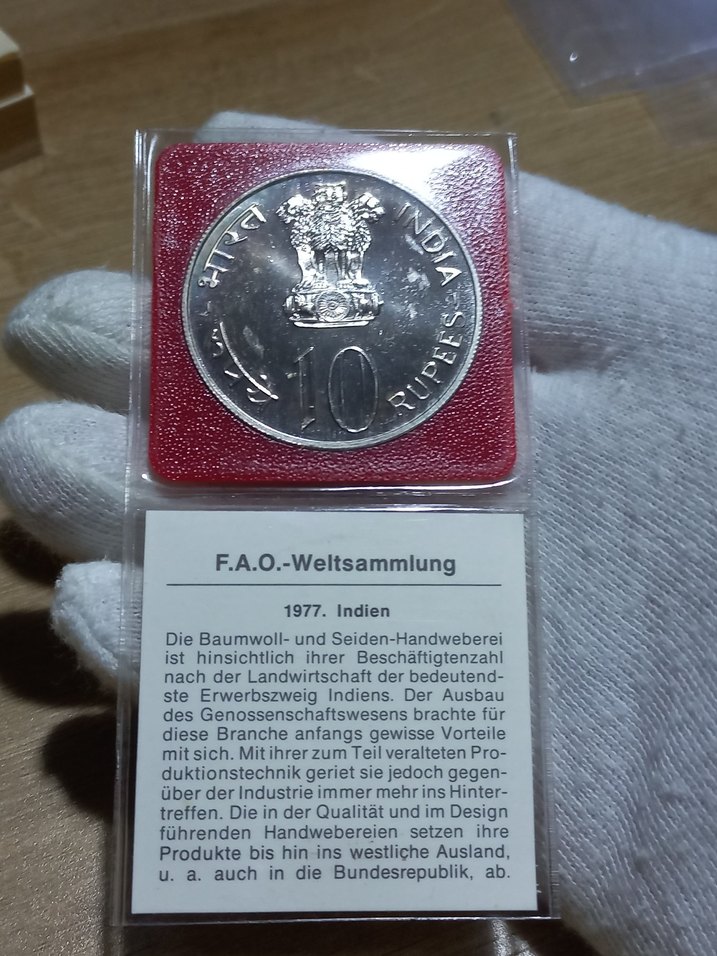 भारत
INDIA
रुपये
10
RUPEES
F.A.O.-Weltsammlung
1977. Indien
Die Baumwoll- und Seiden-Handweberei
ist hinsichtlich ihrer Beschäftigtenzahl
nach der Landwirtschaft der bedeutend-
ste Erwerbszweig Indiens. Der Ausbau
des Genossenschaftswesens brachte für
diese Branche anfangs gewisse Vorteile
mit sich. Mit ihrer zum Teil veralteten Pro-
duktionstechnik geriet sie jedoch gegen-
über der Industrie immer mehr ins Hinter-
treffen. Die in der Qualität und im Design
führenden Handwebereien setzen ihre
Produkte bis hin ins westliche Ausland,
u. a. auch in die Bundesrepublik, ab.